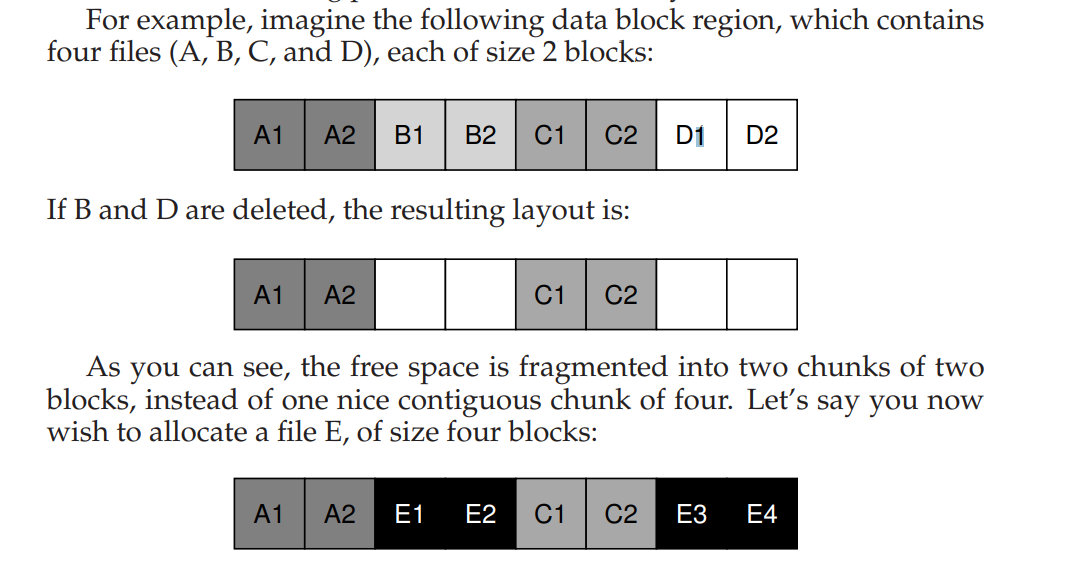 For example, imagine the following data block region, which contains
four files (A, B, C, and D), each of size 2 blocks:
A1 A2 B1 B2 C1 C2 D1 D2
If B and D are deleted, the resulting layout is:
A1 A2 C1 C2
As you can see, the free space is fragmented into two chunks of two
blocks, instead of one nice contiguous chunk of four. Let's say you now
wish to allocate a file E, of size four blocks:
A1 A2 E1 E2 C1 C2 E3 E4